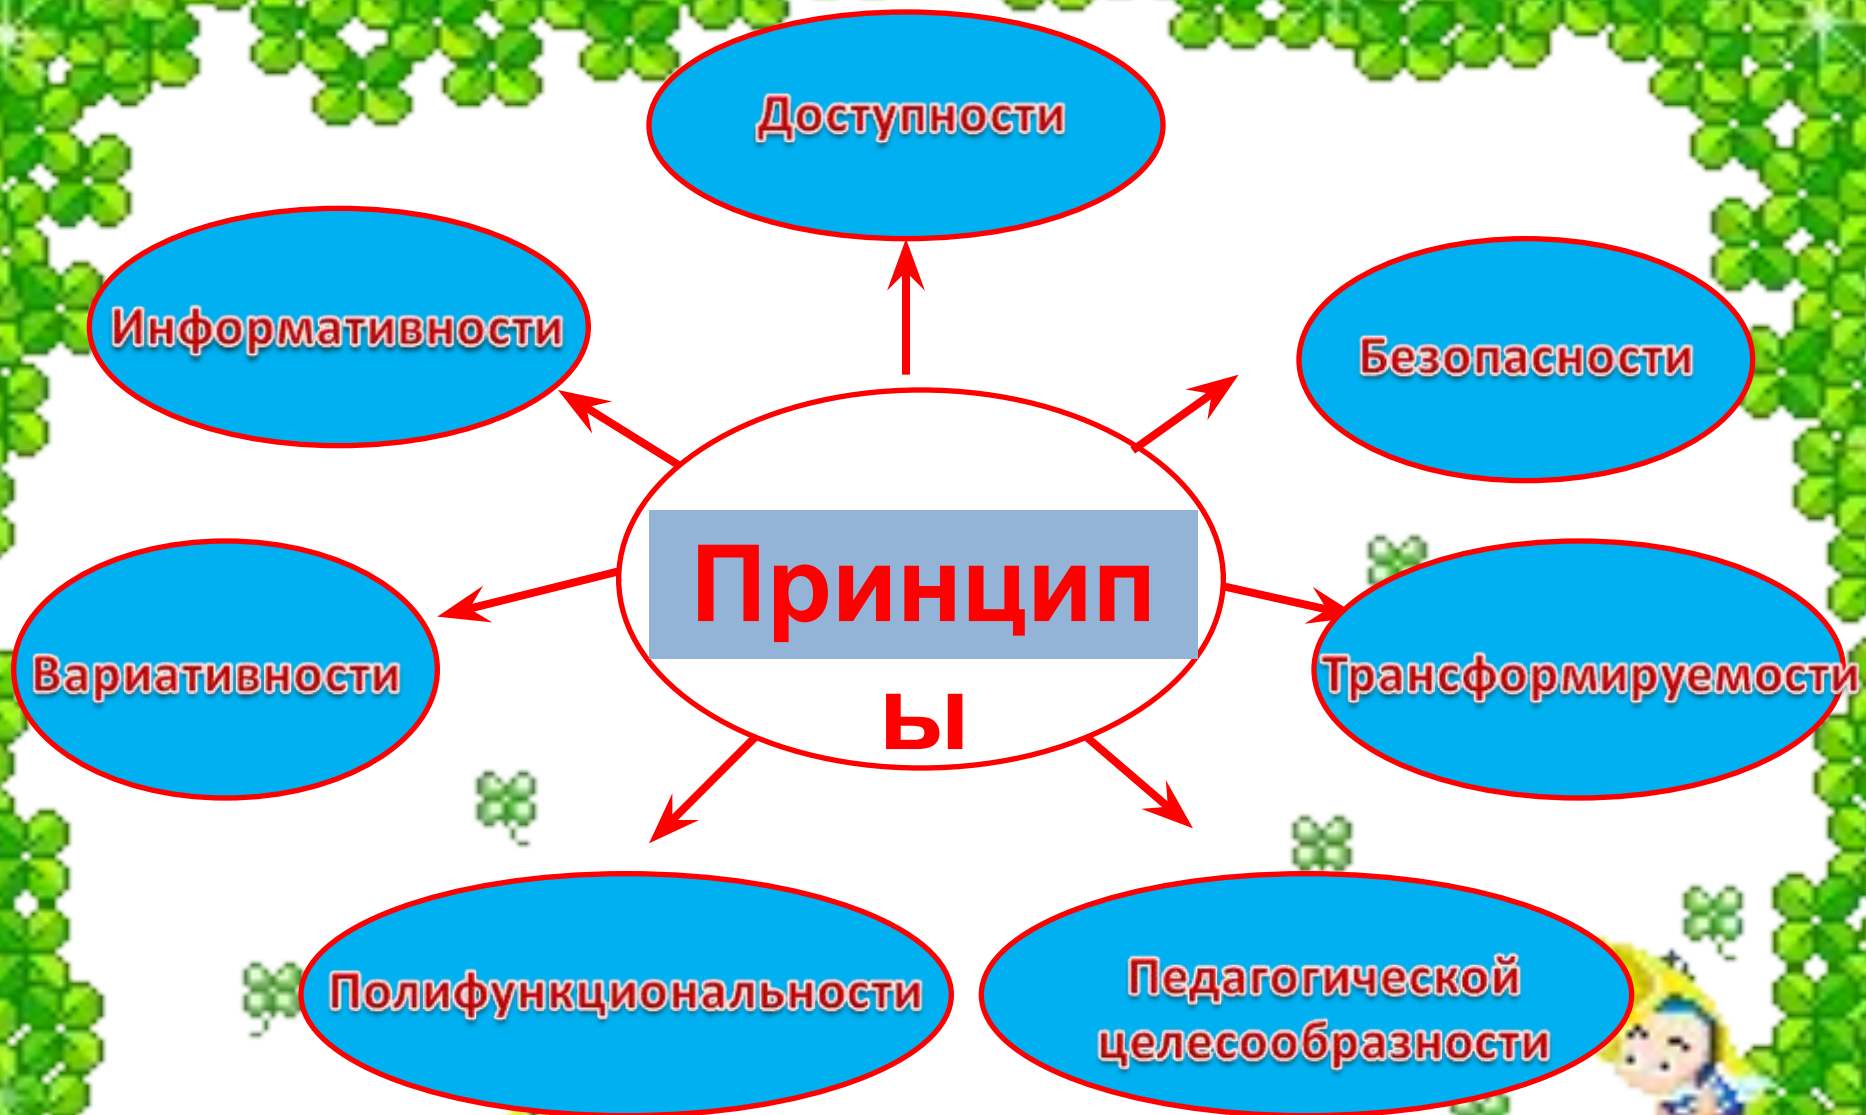 Доступности
Информативности
Безопасности
Принцип
ы
Вариативности
Трансформируемости
Полифункциональности
Педагогической
целесообразности